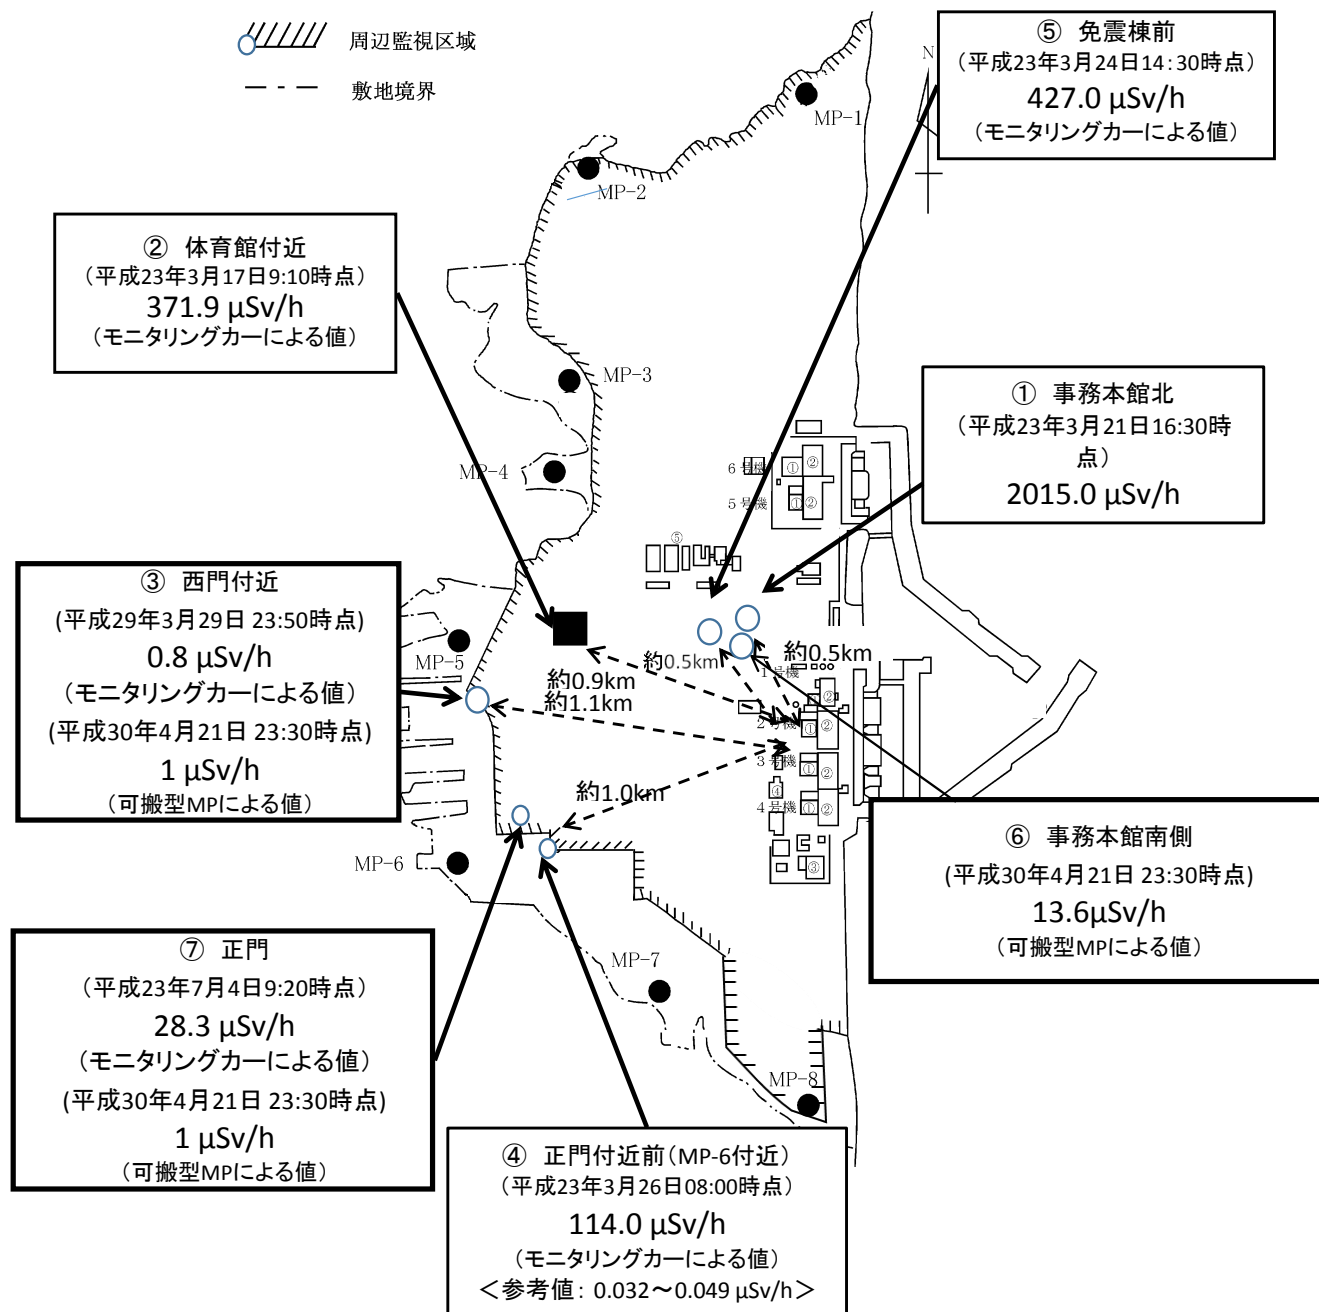 周辺監視区域
敷地境界
⑤ 免震棟前
(平成23年3月24日14:30時点)
427.0 μSv/h
(モニタリングカーによる値)
N
MP-1
MP-2
② 体育館付近
(平成23年3月17日9:10時点)
371.9 μSv/h
(モニタリングカーによる値)
MP-3
① 事務本館北
(平成23年3月21日16:30時
点)
2015.0 μSv/h
MP-4
6号機
① ②
5号機
① ②
⑤
③ 西門付近
(平成29年3月29日 23:50時点)
0.8 μSv/h
(モニタリングカーによる値)
(平成30年4月21日 23:30時点)
1 μSv/h
(可搬型MPによる値)
MP-5
約0.5km
約0.5km
約0.9km
約1.1km
1号機
②
2号機
① ②
3号機
① ②
④
4号機
① ②
③
約1.0km
MP-6
⑥ 事務本館南側
(平成30年4月21日 23:30時点)
13.6μSv/h
(可搬型MPによる値)
⑦ 正門
(平成23年7月4日9:20時点)
28.3 μSv/h
(モニタリングカーによる値)
(平成30年4月21日 23:30時点)
1 μSv/h
(可搬型MPによる値)
MP-7
MP-8
④ 正門付近前(MP-6付近)
(平成23年3月26日08:00時点)
114.0 μSv/h
(モニタリングカーによる値)
<参考値: 0.032~0.049 μSv/h>